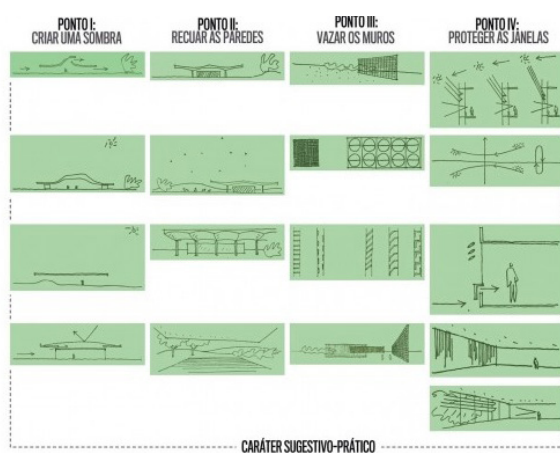 PONTO I:
CRIAR UMA SOMBRA
PONTO II:
RECUAR AS PAREDES
PONTO III:
VAZAR OS MUROS
PONTO IV:
PROTEGER AS JANELAS
CARÁTER SUGESTIVO-PRÁTICO